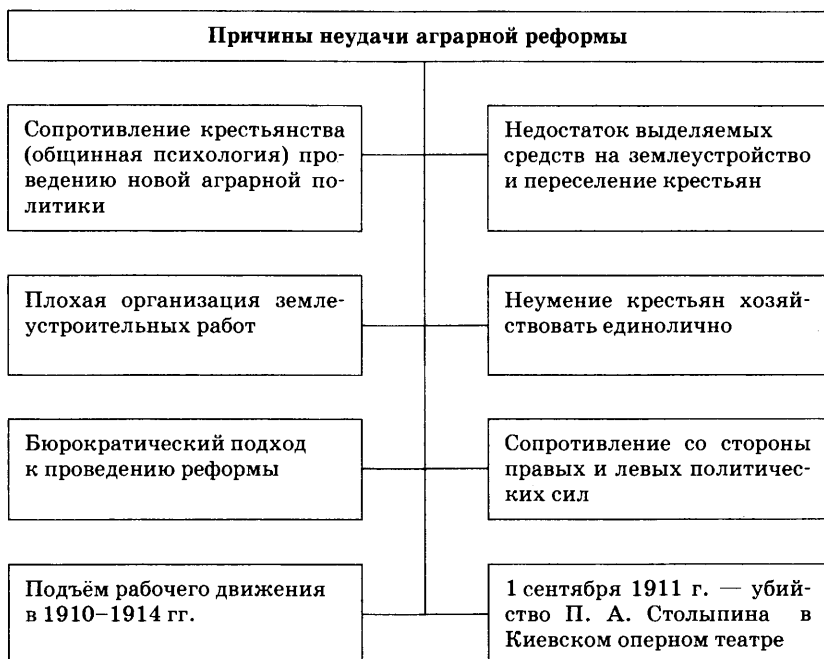 Причины неудачи аграрной реформы
Сопротивление крестьянства
(общинная психология) про-
ведению новой аграрной по-
литики
Недостаток выделяемых
средств на землеустройство
и переселение крестьян
Плохая организация земле-
устроительных работ
Неумение крестьян хозяй-
ствовать единолично
Бюрократический подход
к проведению реформы
Сопротивление со стороны
правых и левых политичес-
ких сил
Подъём рабочего движения
в 1910–1914 гг.
1 сентября 1911 г. — убий-
ство П. А. Столыпина в
Киевском оперном театре